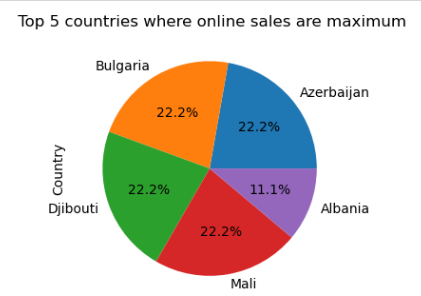 Top 5 countries where online sales are maximum
Bulgaria
Azerbaijan
22.2%
22.2%
Country
Djibouti
22.2%
11.1%
Albania
22.2%
Mali